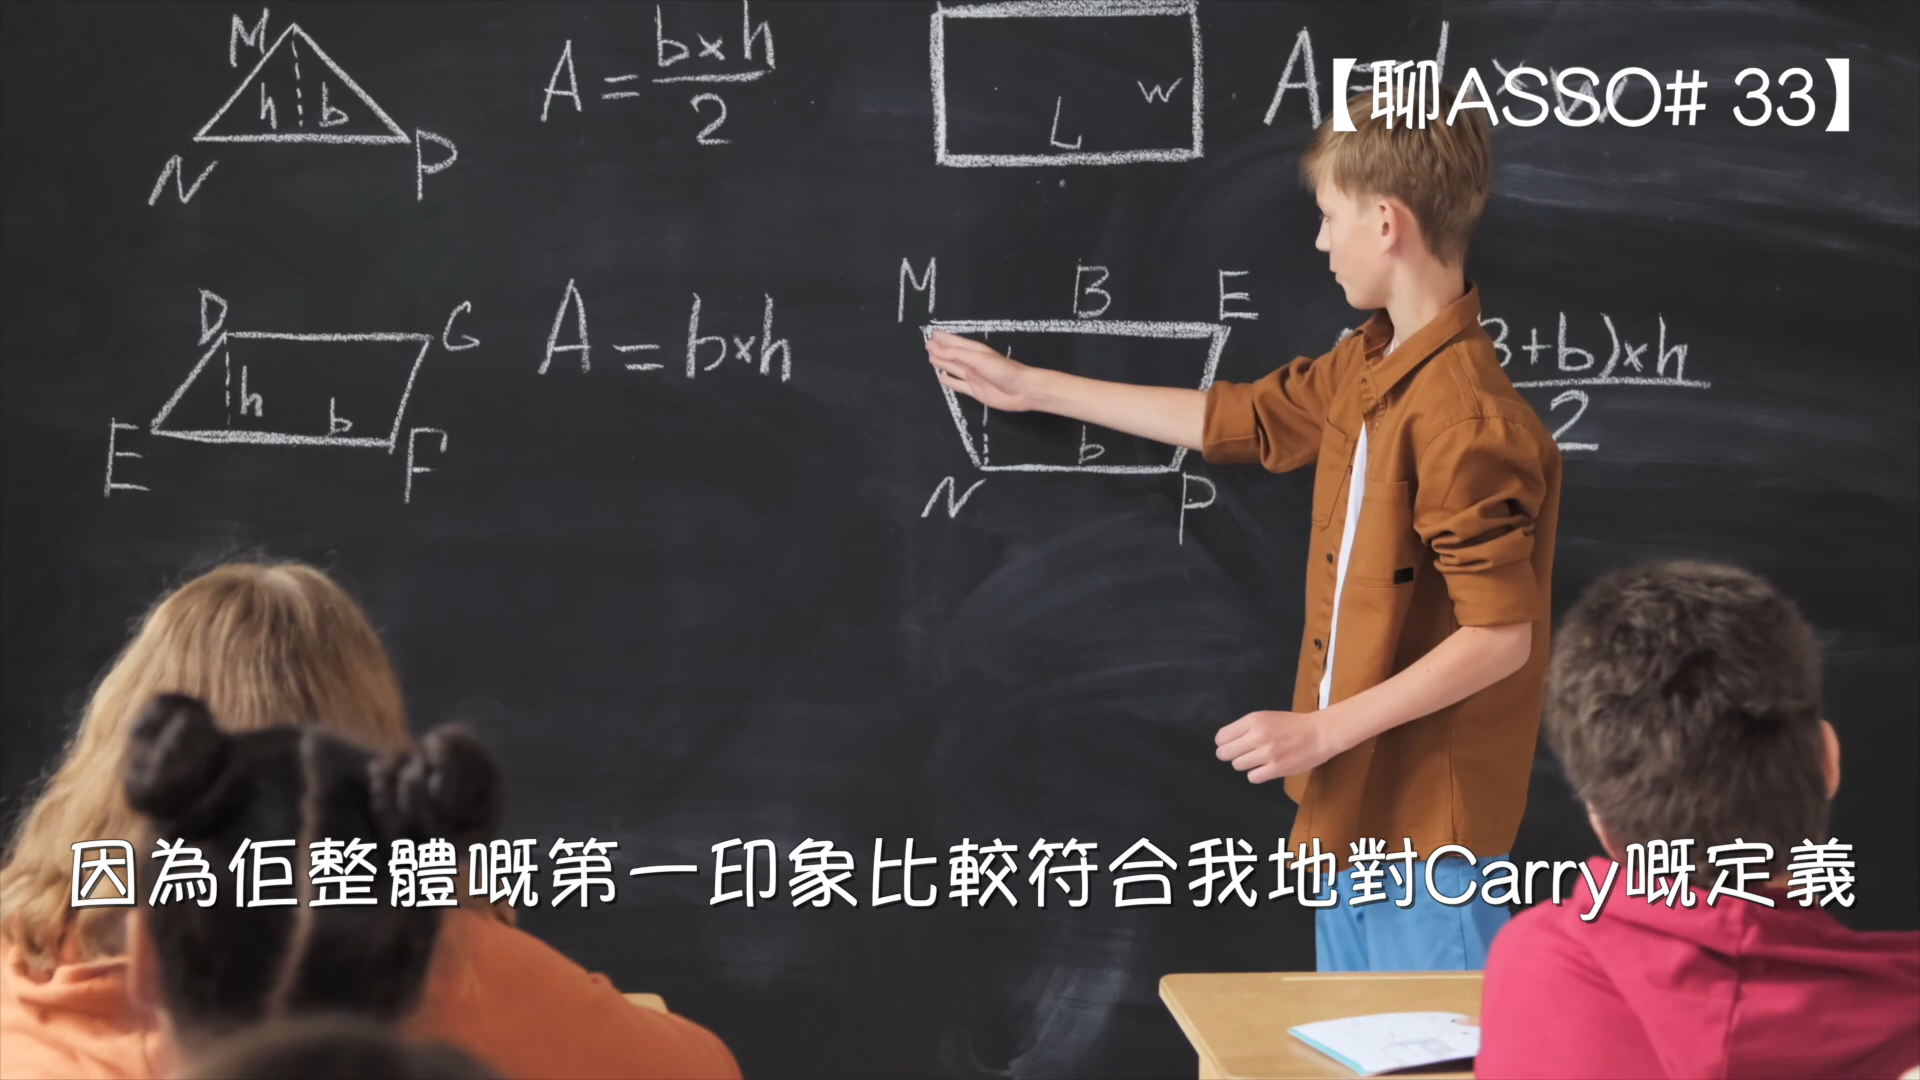 【聊ASSO# 33】
M
h b
N P
A = b×h / 2
L w
A =
D G
h b
E F
A = b×h
M B E
b
N P
+b)×h
2
因為佢整體嘅第一印象比較符合我地對Carry嘅定義